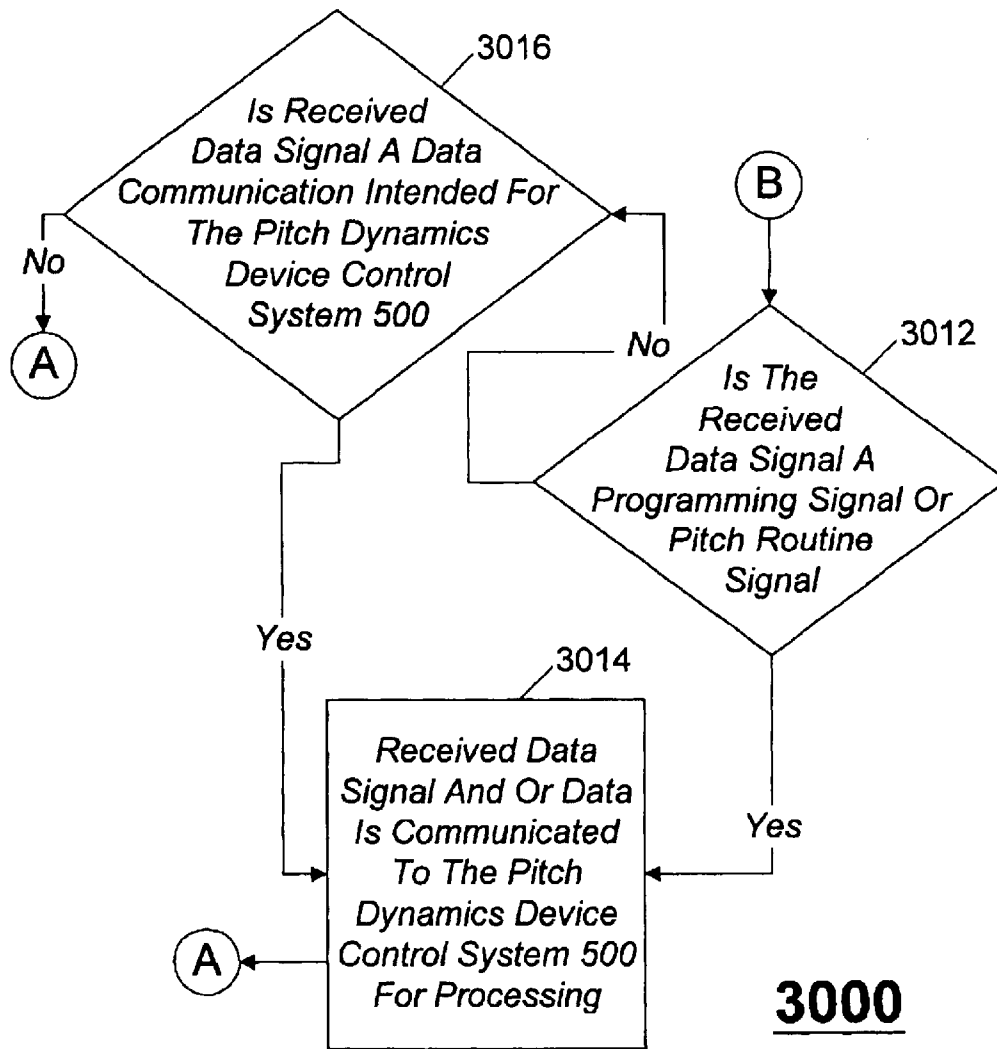 3016
Is Received
Data Signal A Data
Communication Intended For
The Pitch Dynamics
Device Control
System 500
No
A
B
3012
Is The
Received
Data Signal A
Programming Signal Or
Pitch Routine
Signal
No
Yes
Yes
3014
Received Data
Signal And Or Data
Is Communicated
To The Pitch
Dynamics Device
Control System 500
For Processing
A
3000